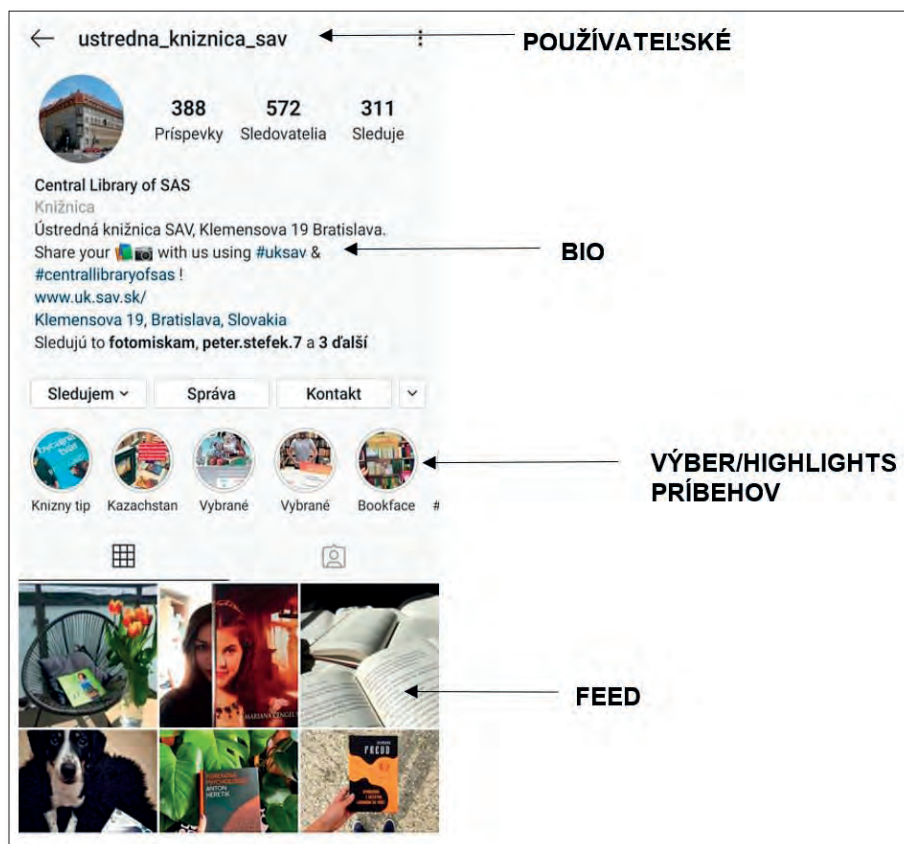 ustredna_kniznica_sav
POUŽÍVATEĽSKÉ
388 572 311
Príspevky Sledovatelia Sleduje
Central Library of SAS
Knižnica
Ústredná knižnica SAV, Klemensova 19 Bratislava.
Share your 📚📷 with us using #uksav &
#centrallibraryofsas !
BIO
www.uk.sav.sk/
Klemensova 19, Bratislava, Slovakia
Sledujú to fotomiskam, peter.stefek.7 a 3 ďalší
Sledujem Správa Kontakt
VÝBER/HIGHLIGHTS
PRÍBEHOV
Knizny tip Kazachstan Vybrané Vybrané Bookface #
FEED
MARIANA ČENGEL
PSYCHOLÓGIA
ANTON
HERETIK
FREUD